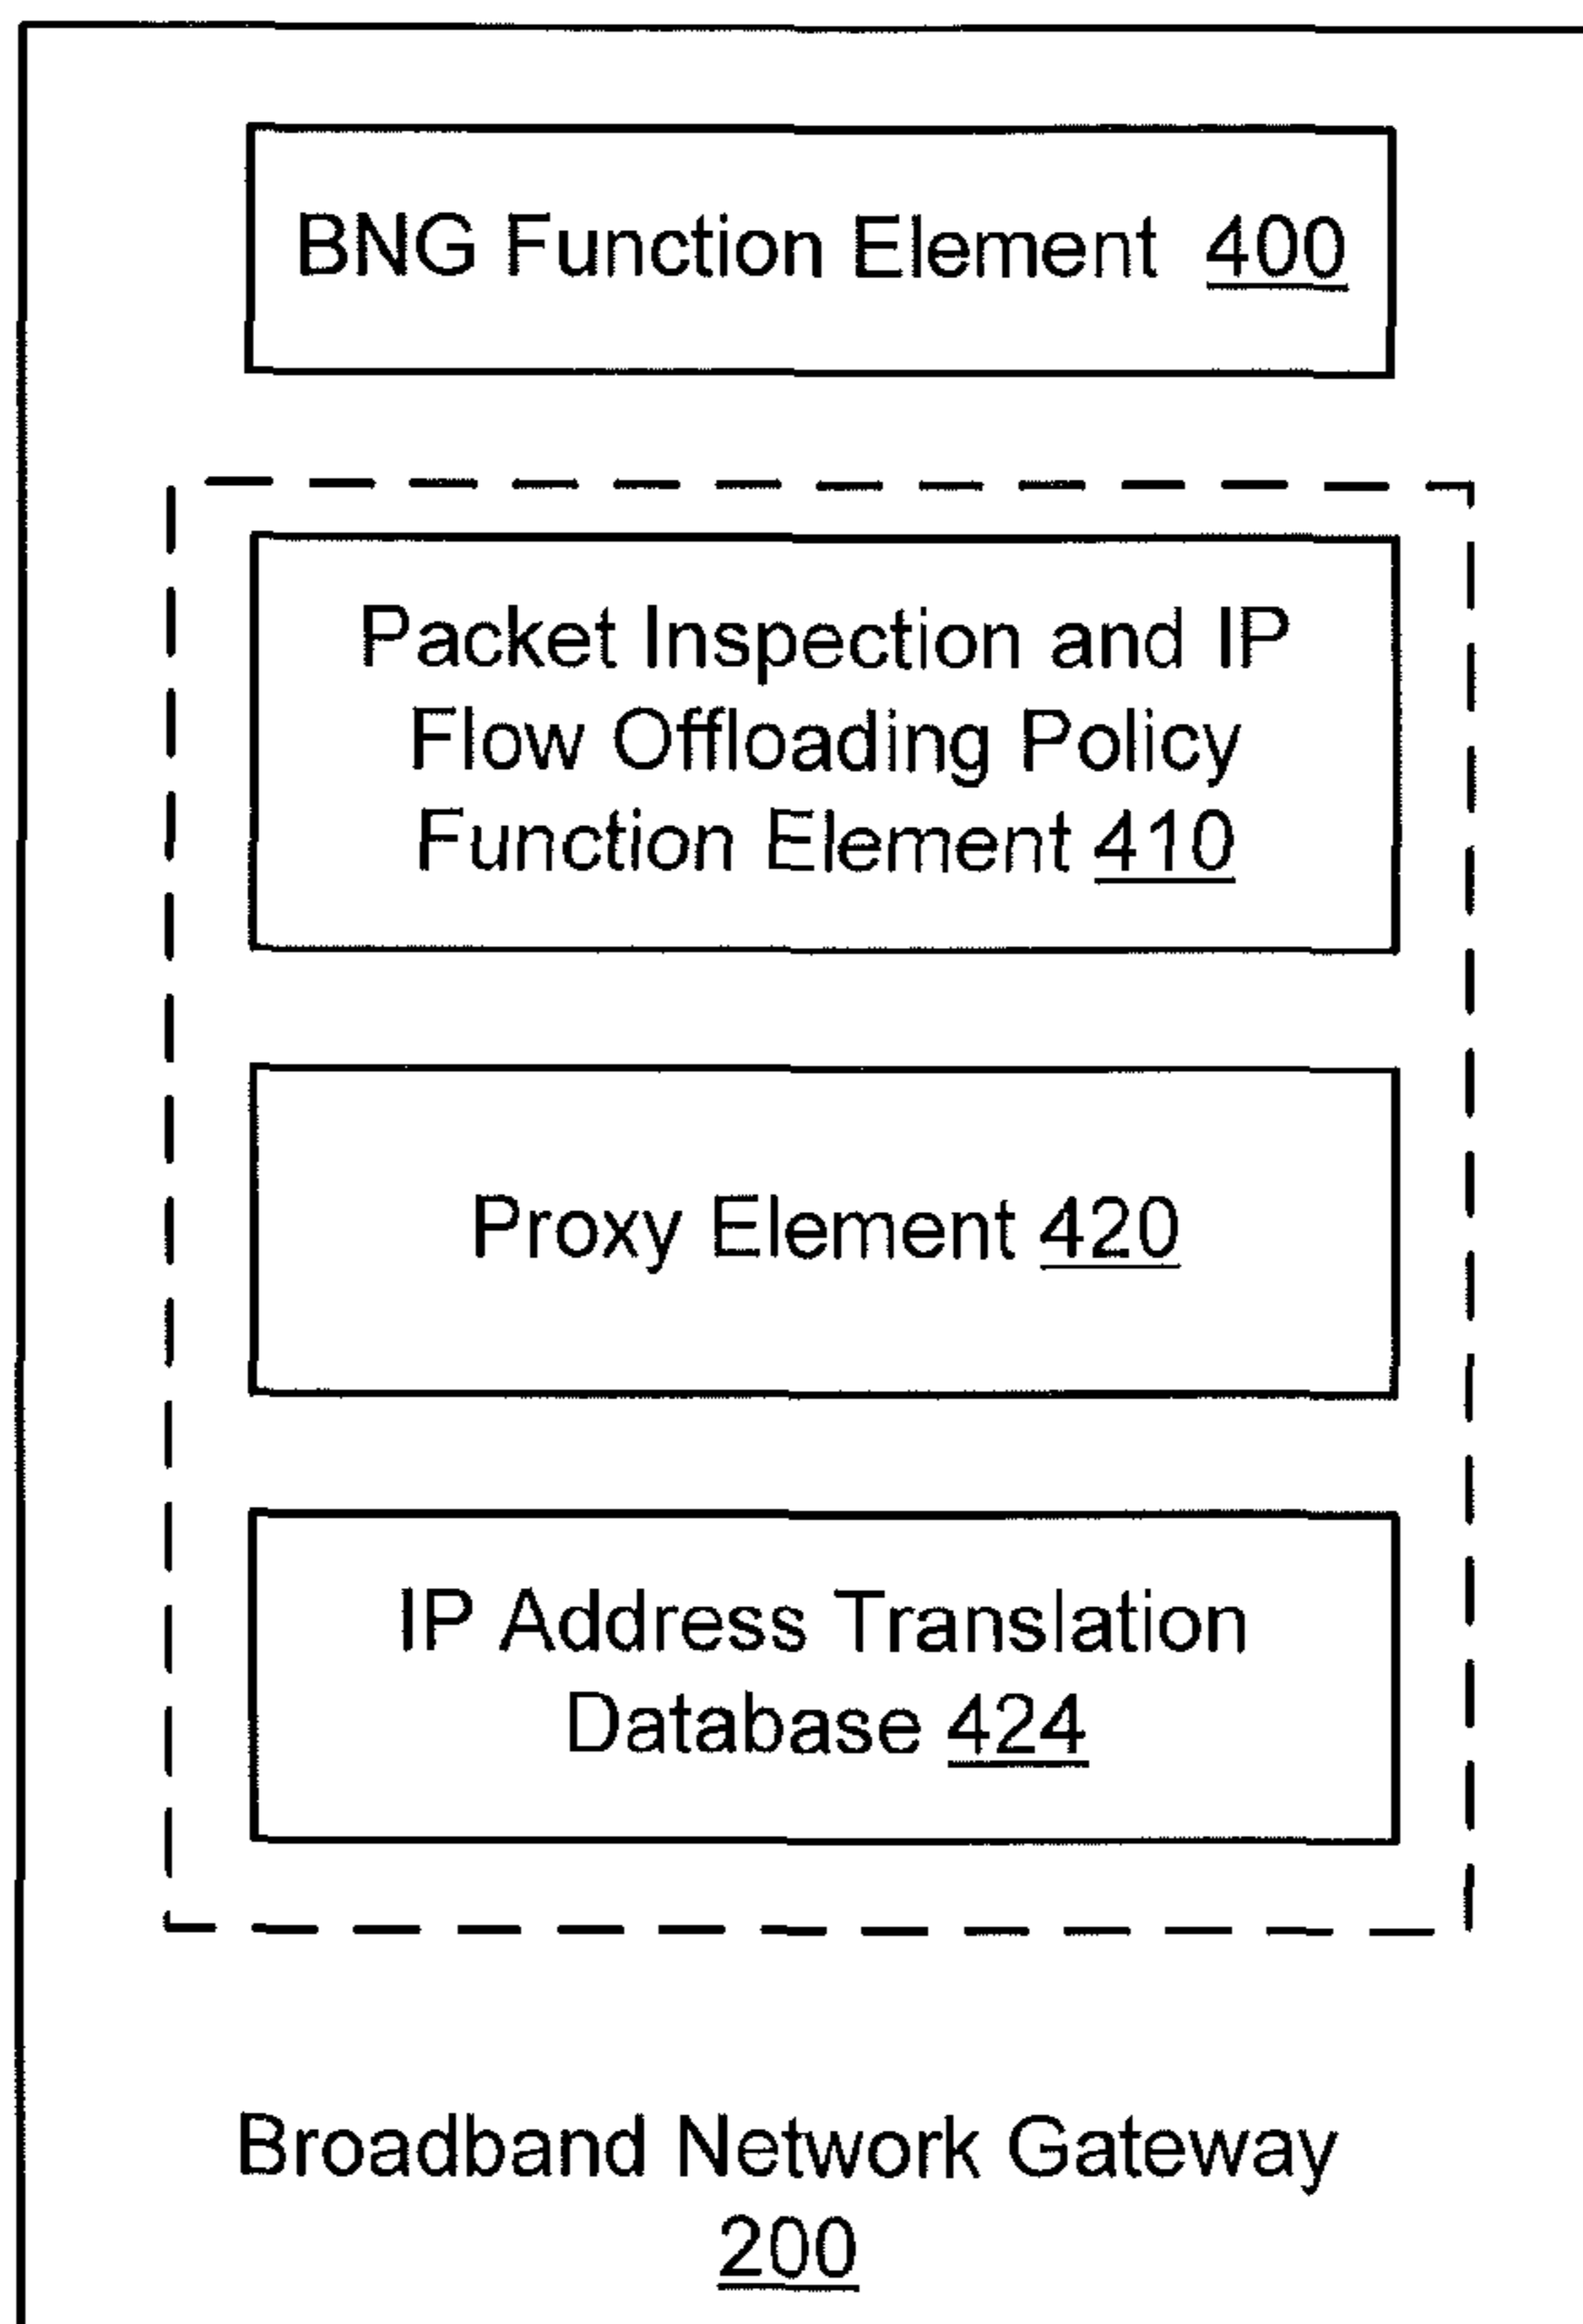 BNG Function Element 400
Packet Inspection and IP
Flow Offloading Policy
Function Element 410
Proxy Element 420
IP Address Translation
Database 424
Broadband Network Gateway
200